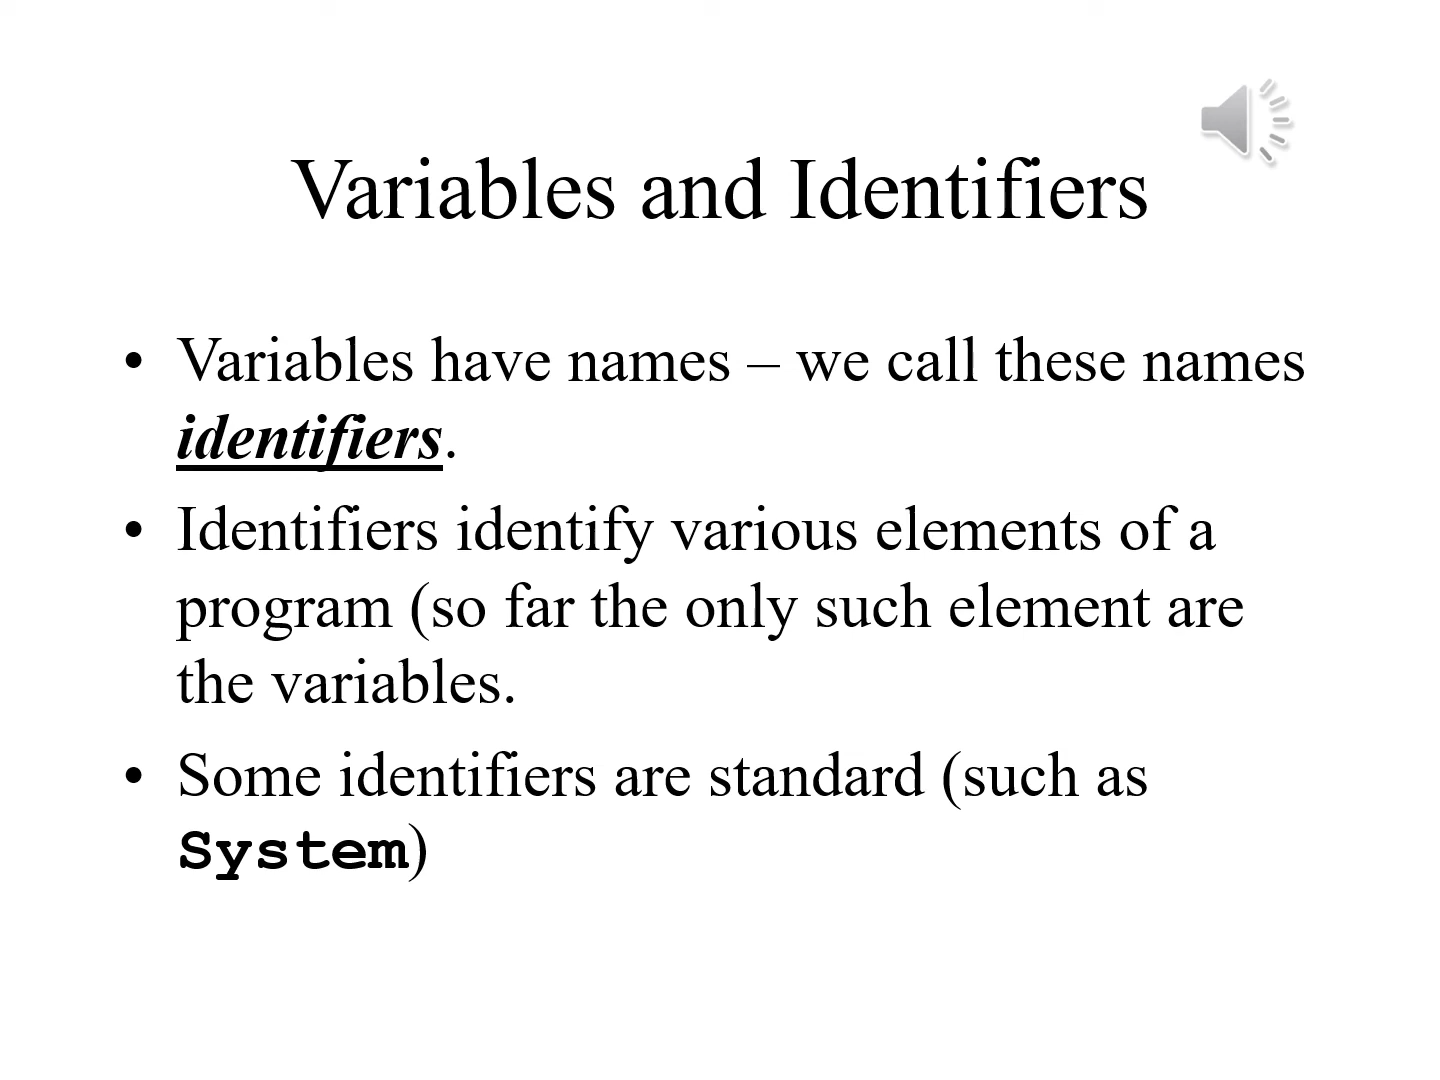 Variables and Identifiers
• Variables have names – we call these names
identifiers.
• Identifiers identify various elements of a
program (so far the only such element are
the variables.
• Some identifiers are standard (such as
System)